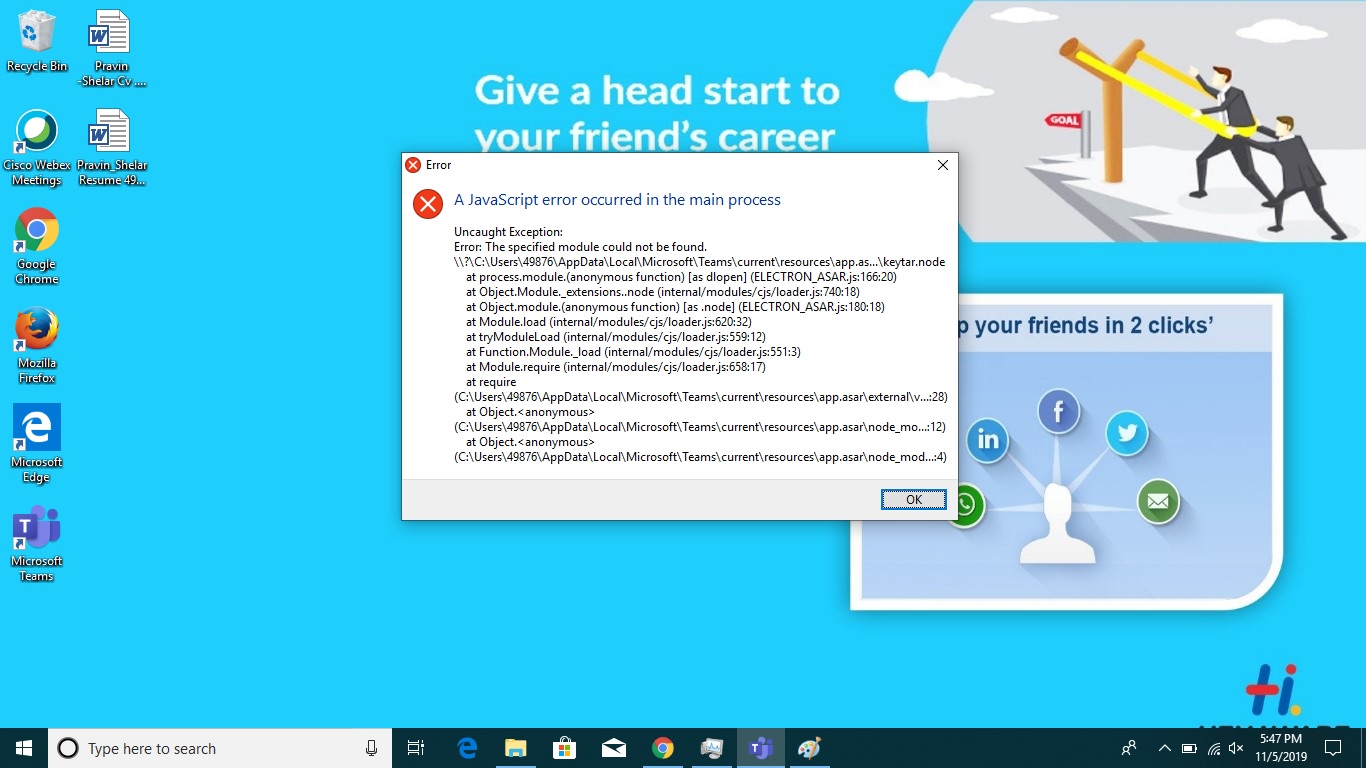 Recycle Bin
Pravin
-Shelar Cv ....
Cisco Webex
Meetings
Pravin_Shelar
Resume 49...
Google
Chrome
Mozilla
Firefox
Microsoft
Edge
T
Microsoft
Teams
Give a head start to
your friend's career
GOAL
Error
A JavaScript error occurred in the main process
Uncaught Exception:
Error: The specified module could not be found.
\\?\C:\Users\49876\AppData\Local\Microsoft\Teams\current\resources\app.as...\keytar.node
at process.module.(anonymous function) [as dlopen] (ELECTRON_ASAR.js:166:20)
at Object.Module._extensions..node (internal/modules/cjs/loader.js:740:18)
at Object.module.(anonymous function) [as .node] (ELECTRON_ASAR.js:180:18)
at Module.load (internal/modules/cjs/loader.js:620:32)
at tryModuleLoad (internal/modules/cjs/loader.js:559:12)
at Function.Module._load (internal/modules/cjs/loader.js:551:3)
at Module.require (internal/modules/cjs/loader.js:658:17)
at require
(C:\Users\49876\AppData\Local\Microsoft\Teams\current\resources\app.asar\external\v...:28)
at Object.<anonymous>
(C:\Users\49876\AppData\Local\Microsoft\Teams\current\resources\app.asar\node_mo...:12)
at Object.<anonymous>
(C:\Users\49876\AppData\Local\Microsoft\Teams\current\resources\app.asar\node_mod...:4)
OK
p your friends in 2 clicks'
in
f
Hi.
Type here to search
5:47 PM
11/5/2019